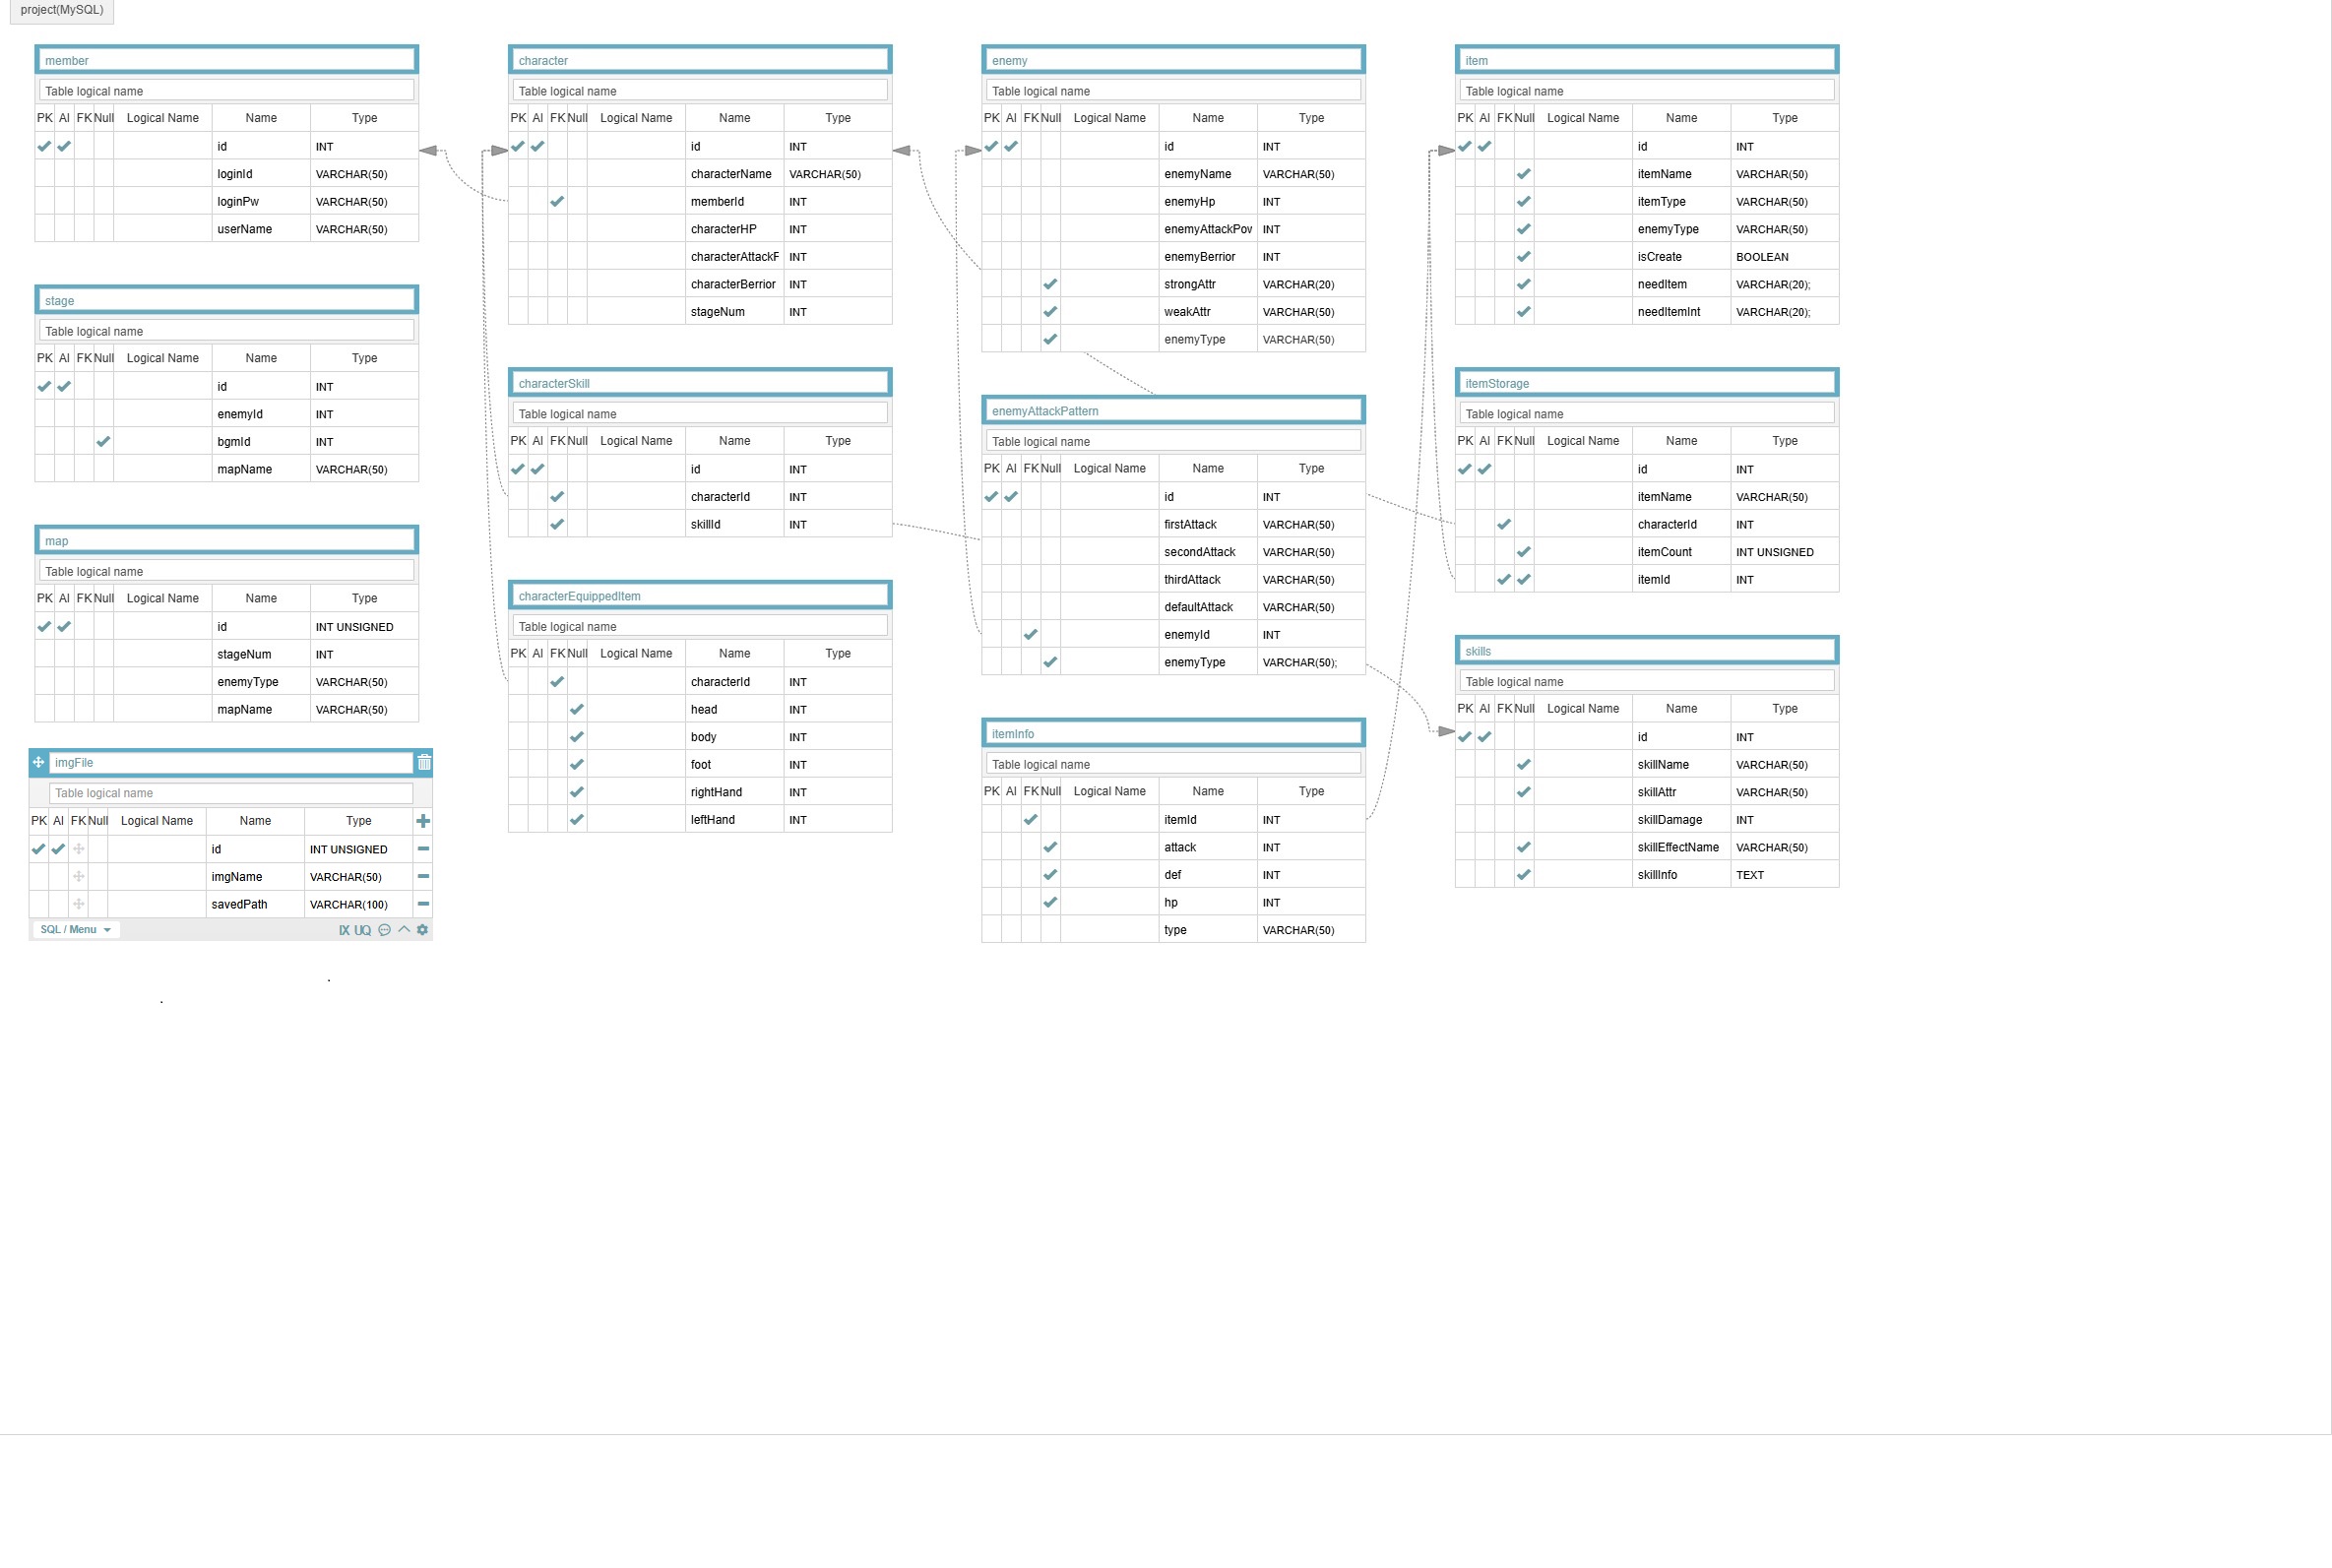 project(MySQL)
member
Table logical name
PK AI FK Null Logical Name Name Type
id INT
loginId VARCHAR(50)
loginPw VARCHAR(50)
userName VARCHAR(50)
stage
Table logical name
PK AI FK Null Logical Name Name Type
id INT
enemyId INT
bgmId INT
mapName VARCHAR(50)
map
Table logical name
PK AI FK Null Logical Name Name Type
id INT UNSIGNED
stageNum INT
enemyType VARCHAR(50)
mapName VARCHAR(50)
imgFile
Table logical name
PK AI FK Null Logical Name Name Type
id INT UNSIGNED
imgName VARCHAR(50)
savedPath VARCHAR(100)
SQL / Menu IX UQ
character
Table logical name
PK AI FK Null Logical Name Name Type
id INT
characterName VARCHAR(50)
memberId INT
characterHP INT
characterAttackF INT
characterBerrior INT
stageNum INT
characterSkill
Table logical name
PK AI FK Null Logical Name Name Type
id INT
characterId INT
skillId INT
characterEquippedItem
Table logical name
PK AI FK Null Logical Name Name Type
characterId INT
head INT
body INT
foot INT
rightHand INT
leftHand INT
enemy
Table logical name
PK AI FK Null Logical Name Name Type
id INT
enemyName VARCHAR(50)
enemyHp INT
enemyAttackPov INT
enemyBerrior INT
strongAttr VARCHAR(20)
weakAttr VARCHAR(50)
enemyType VARCHAR(50)
enemyAttackPattern
Table logical name
PK AI FK Null Logical Name Name Type
id INT
firstAttack VARCHAR(50)
secondAttack VARCHAR(50)
thirdAttack VARCHAR(50)
defaultAttack VARCHAR(50)
enemyId INT
enemyType VARCHAR(50);
itemInfo
Table logical name
PK AI FK Null Logical Name Name Type
itemId INT
attack INT
def INT
hp INT
type VARCHAR(50)
item
Table logical name
PK AI FK Null Logical Name Name Type
id INT
itemName VARCHAR(50)
itemType VARCHAR(50)
enemyType VARCHAR(50)
isCreate BOOLEAN
needItem VARCHAR(20);
needItemInt VARCHAR(20);
itemStorage
Table logical name
PK AI FK Null Logical Name Name Type
id INT
itemName VARCHAR(50)
characterId INT
itemCount INT UNSIGNED
itemId INT
skills
Table logical name
PK AI FK Null Logical Name Name Type
id INT
skillName VARCHAR(50)
skillAttr VARCHAR(50)
skillDamage INT
skillEffectName VARCHAR(50)
skillInfo TEXT